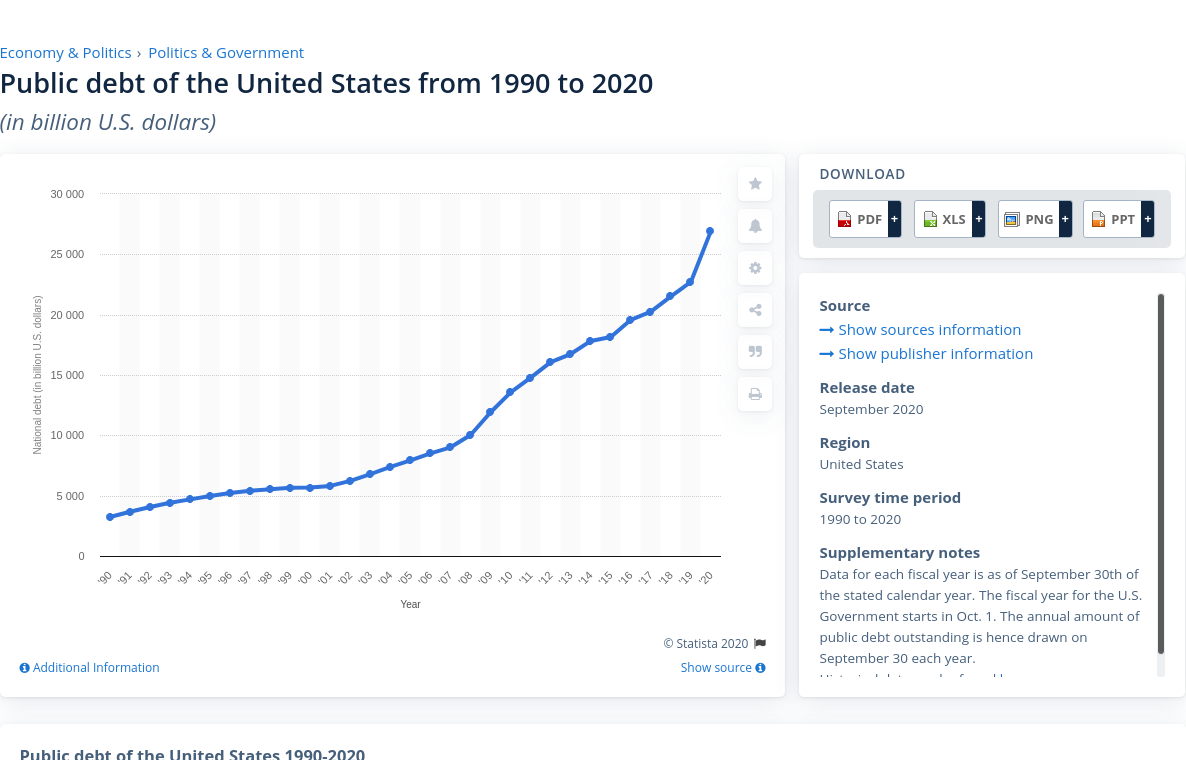 Economy & Politics › Politics & Government
Public debt of the United States from 1990 to 2020
(in billion U.S. dollars)
30 000
25 000
20 000
15 000
10 000
5 000
0
National debt (in billion U.S. dollars)
'90 '91 '92 '93 '94 '95 '96 '97 '98 '99 '00 '01 '02 '03 '04 '05 '06 '07 '08 '09 '10 '11 '12 '13 '14 '15 '16 '17 '18 '19 '20
Year
© Statista 2020
Additional Information
Show source
DOWNLOAD
PDF + XLS + PNG + PPT +
Source
Show sources information
Show publisher information
Release date
September 2020
Region
United States
Survey time period
1990 to 2020
Supplementary notes
Data for each fiscal year is as of September 30th of
the stated calendar year. The fiscal year for the U.S.
Government starts in Oct. 1. The annual amount of
public debt outstanding is hence drawn on
September 30 each year.
Public debt of the United States 1990-2020